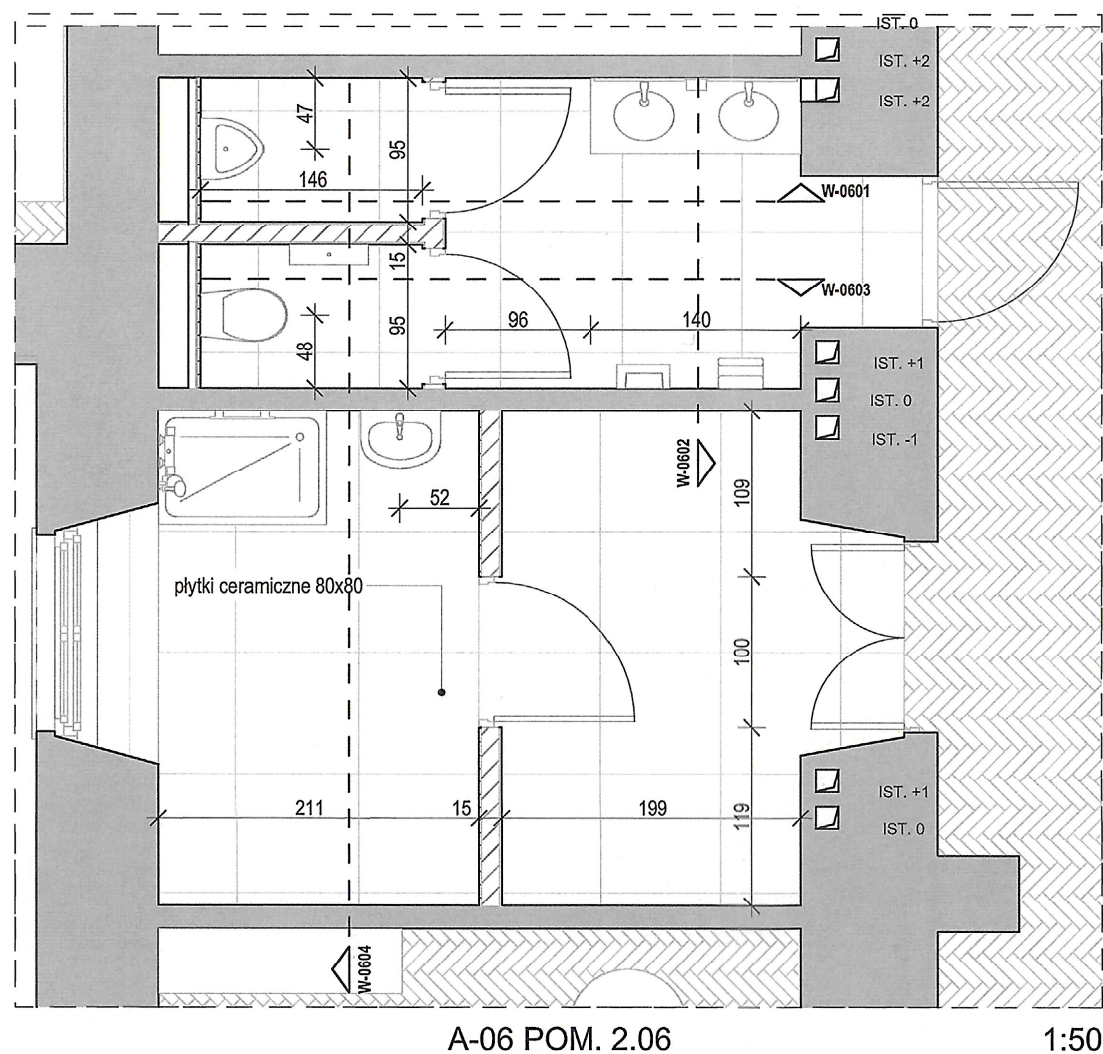 IST. 0
IST. +2
IST. +2
47
95
146
W-0601
15
W-0603
96
140
95
48
IST. +1
IST. 0
IST. -1
W-0602
52
109
płytki ceramiczne 80x80
100
IST. +1
211
15
199
119
IST. 0
W-0604
A-06 POM. 2.06
1:50